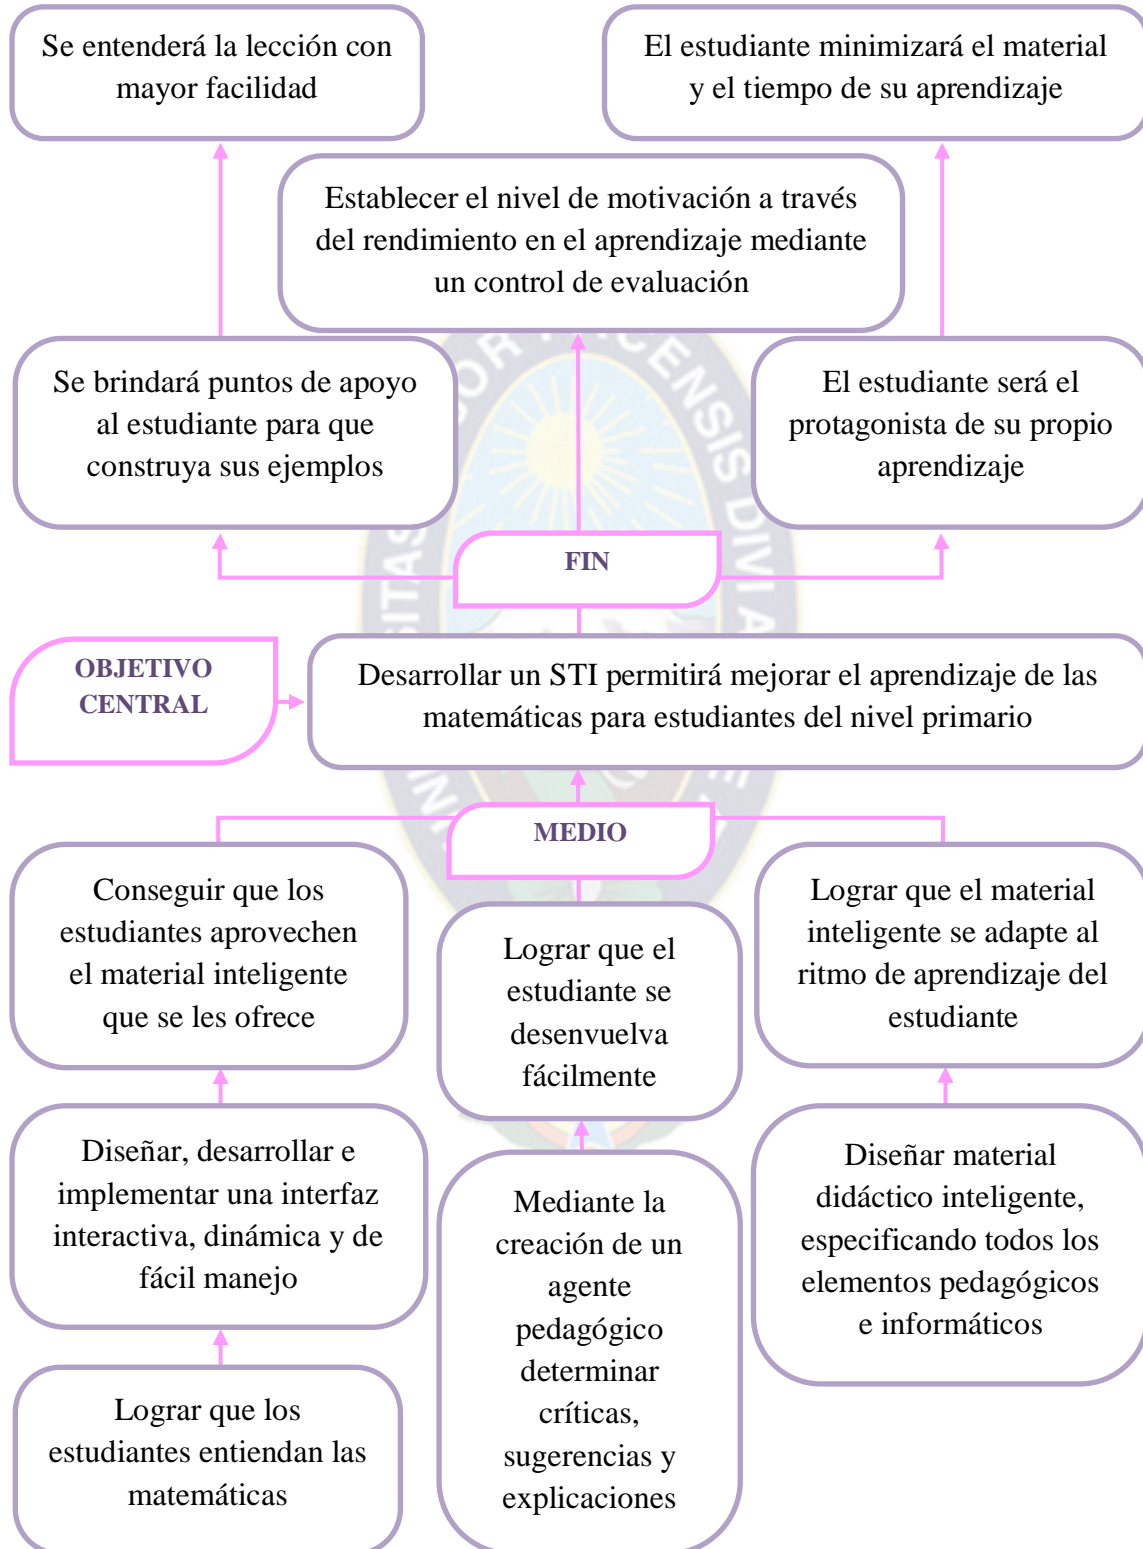 Se entenderá la lección con
mayor facilidad
El estudiante minimizará el material
y el tiempo de su aprendizaje
Establecer el nivel de motivación a través
del rendimiento en el aprendizaje mediante
un control de evaluación
Se brindará puntos de apoyo
al estudiante para que
construya sus ejemplos
El estudiante será el
protagonista de su propio
aprendizaje
FIN
OBJETIVO
CENTRAL
Desarrollar un STI permitirá mejorar el aprendizaje de las
matemáticas para estudiantes del nivel primario
MEDIO
Conseguir que los
estudiantes aprovechen
el material inteligente
que se les ofrece
Lograr que el
estudiante se
desenvuelva
fácilmente
Lograr que el material
inteligente se adapte al
ritmo de aprendizaje del
estudiante
Diseñar, desarrollar e
implementar una interfaz
interactiva, dinámica y de
fácil manejo
Mediante la
creación de un
agente
pedagógico
determinar
críticas,
sugerencias y
explicaciones
Diseñar material
didáctico inteligente,
especificando todos los
elementos pedagógicos
e informáticos
Lograr que los
estudiantes entiendan las
matemáticas